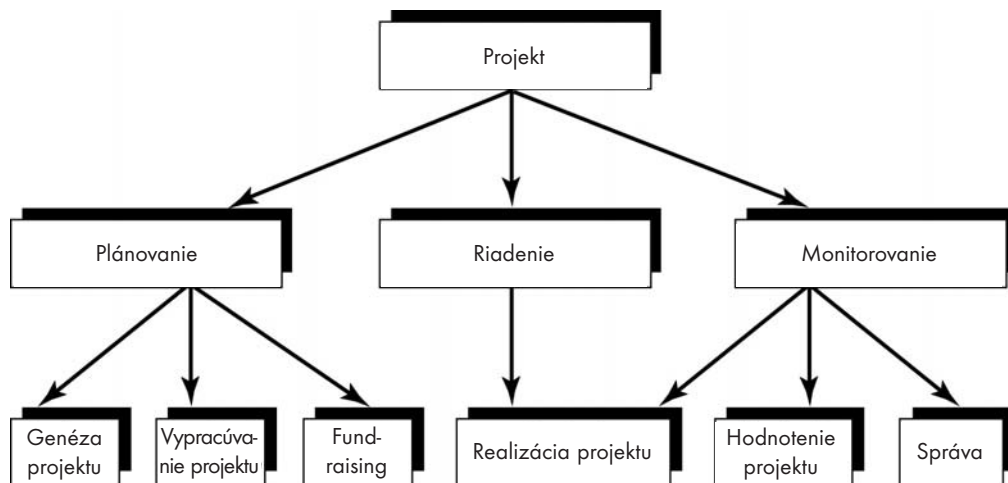 Projekt
Plánovanie
Riadenie
Monitorovanie
Genéza
projektu
Vypracúva-
nie projektu
Fund-
raising
Realizácia projektu
Hodnotenie
projektu
Správa